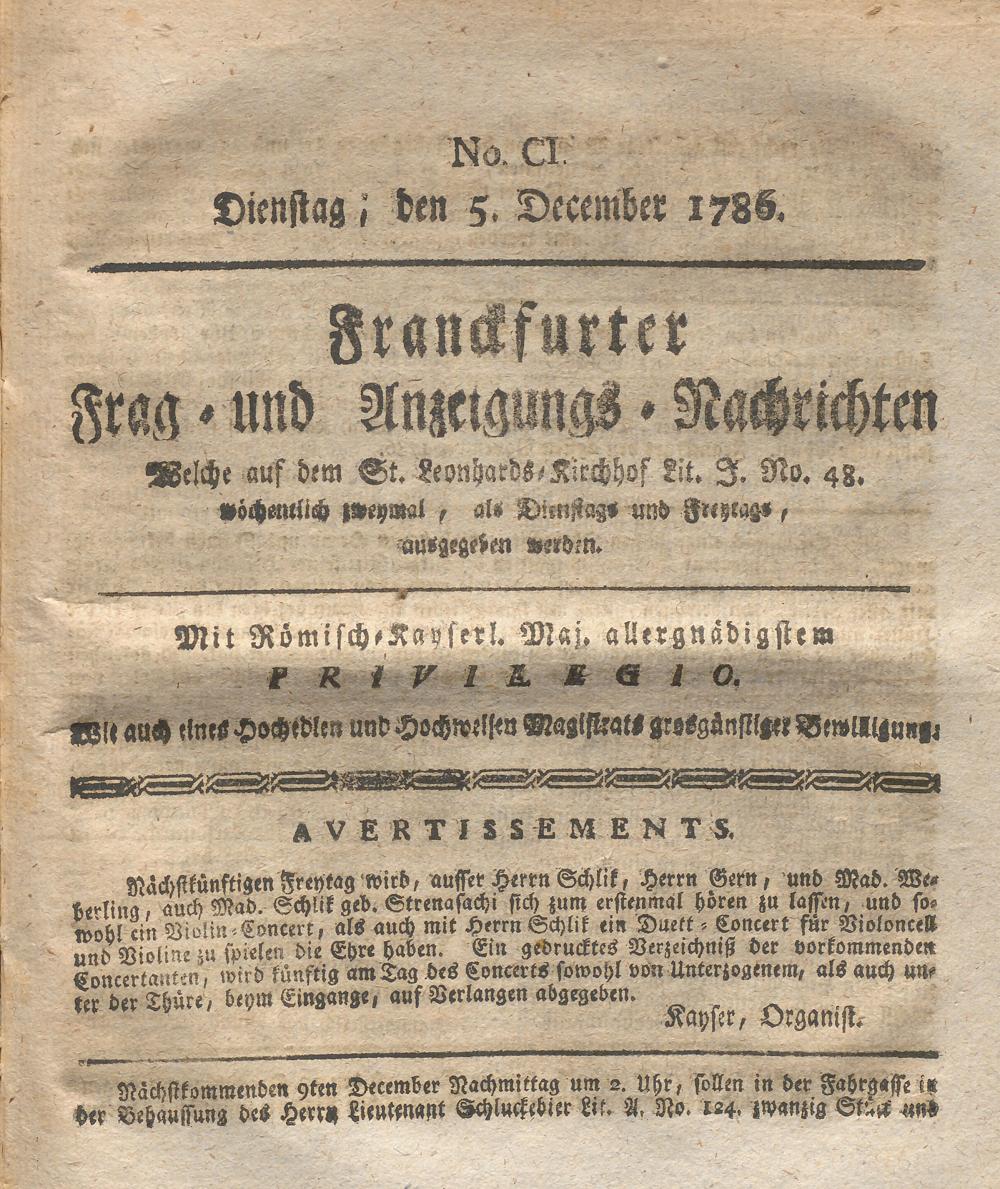 No. CI.
Dienstag, den 5. December 1786.
Franckfurter
Frag- und Anzeigungs-Nachrichten
Welche auf dem St. Leonhards-Kirchhof Lit. J. No. 48.
wöchentlich zweymal, als Dienstags und Freytags,
ausgegeben werden.
Mit Römisch-Kayserl. Maj. allergnädigstem
PRIVILEGIO.
Wie auch eines Hochedlen und Hochweisen Magistrats grosgünstiger Bewilligung.
AVERTISSEMENTS.
Nächstkünftigen Freytag wird, ausser Herrn Schlik, Herrn Gern, und Mad. We-
berling, auch Mad. Schlik geb. Strenasachi sich zum erstenmal hören zu lassen, und so-
wohl ein Violin-Concert, als auch mit Herrn Schlik ein Duett-Concert für Violoncell
und Violine zu spielen die Ehre haben. Ein gedrucktes Verzeichniß der vorkommenden
Concertanten, wird künftig am Tag des Concerts sowohl von Unterzogenem, als auch un-
ter der Thüre, beym Eingange, auf Verlangen abgegeben.
Kayser, Organist.
Nächstkommenden 9ten December Nachmittag um 2. Uhr, sollen in der Fahrgasse in
der Behaussung des Herrn Lieutenant Schluckebier Lit. A. No. 124. zwanzig Stück und